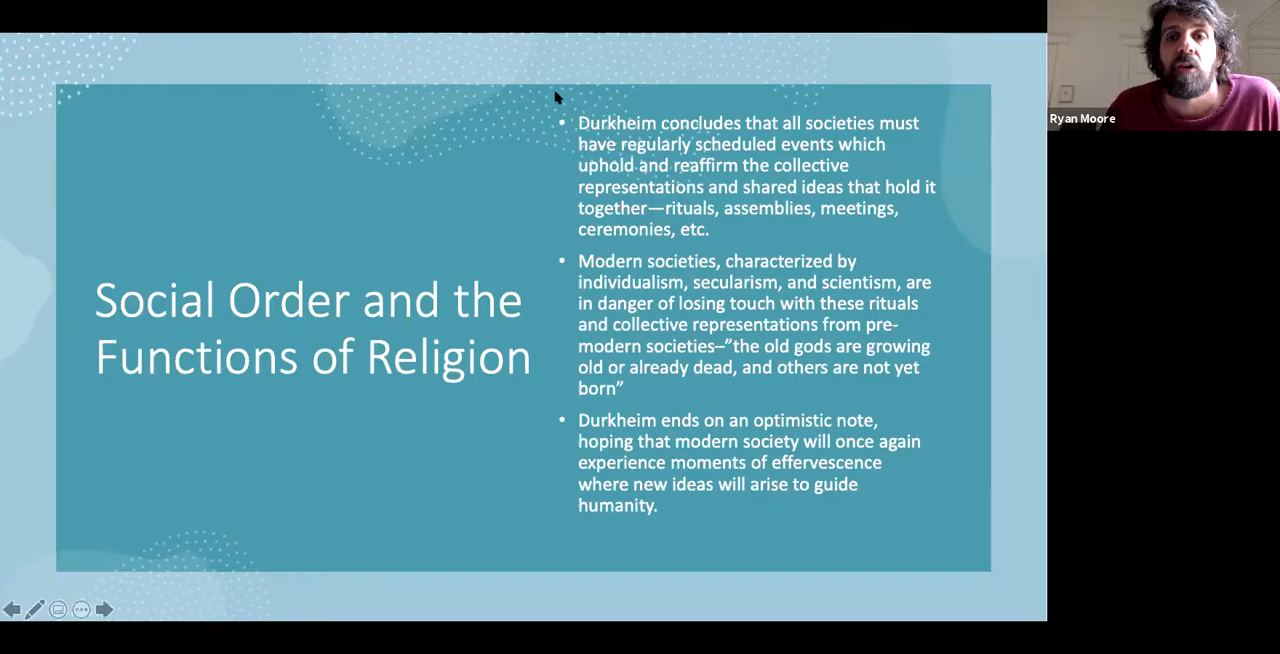 Social Order and the
Functions of Religion
• Durkheim concludes that all societies must
have regularly scheduled events which
uphold and reaffirm the collective
representations and shared ideas that hold it
together—rituals, assemblies, meetings,
ceremonies, etc.
• Modern societies, characterized by
individualism, secularism, and scientism, are
in danger of losing touch with these rituals
and collective representations from pre-
modern societies–”the old gods are growing
old or already dead, and others are not yet
born”
• Durkheim ends on an optimistic note,
hoping that modern society will once again
experience moments of effervescence
where new ideas will arise to guide
humanity.
Ryan Moore